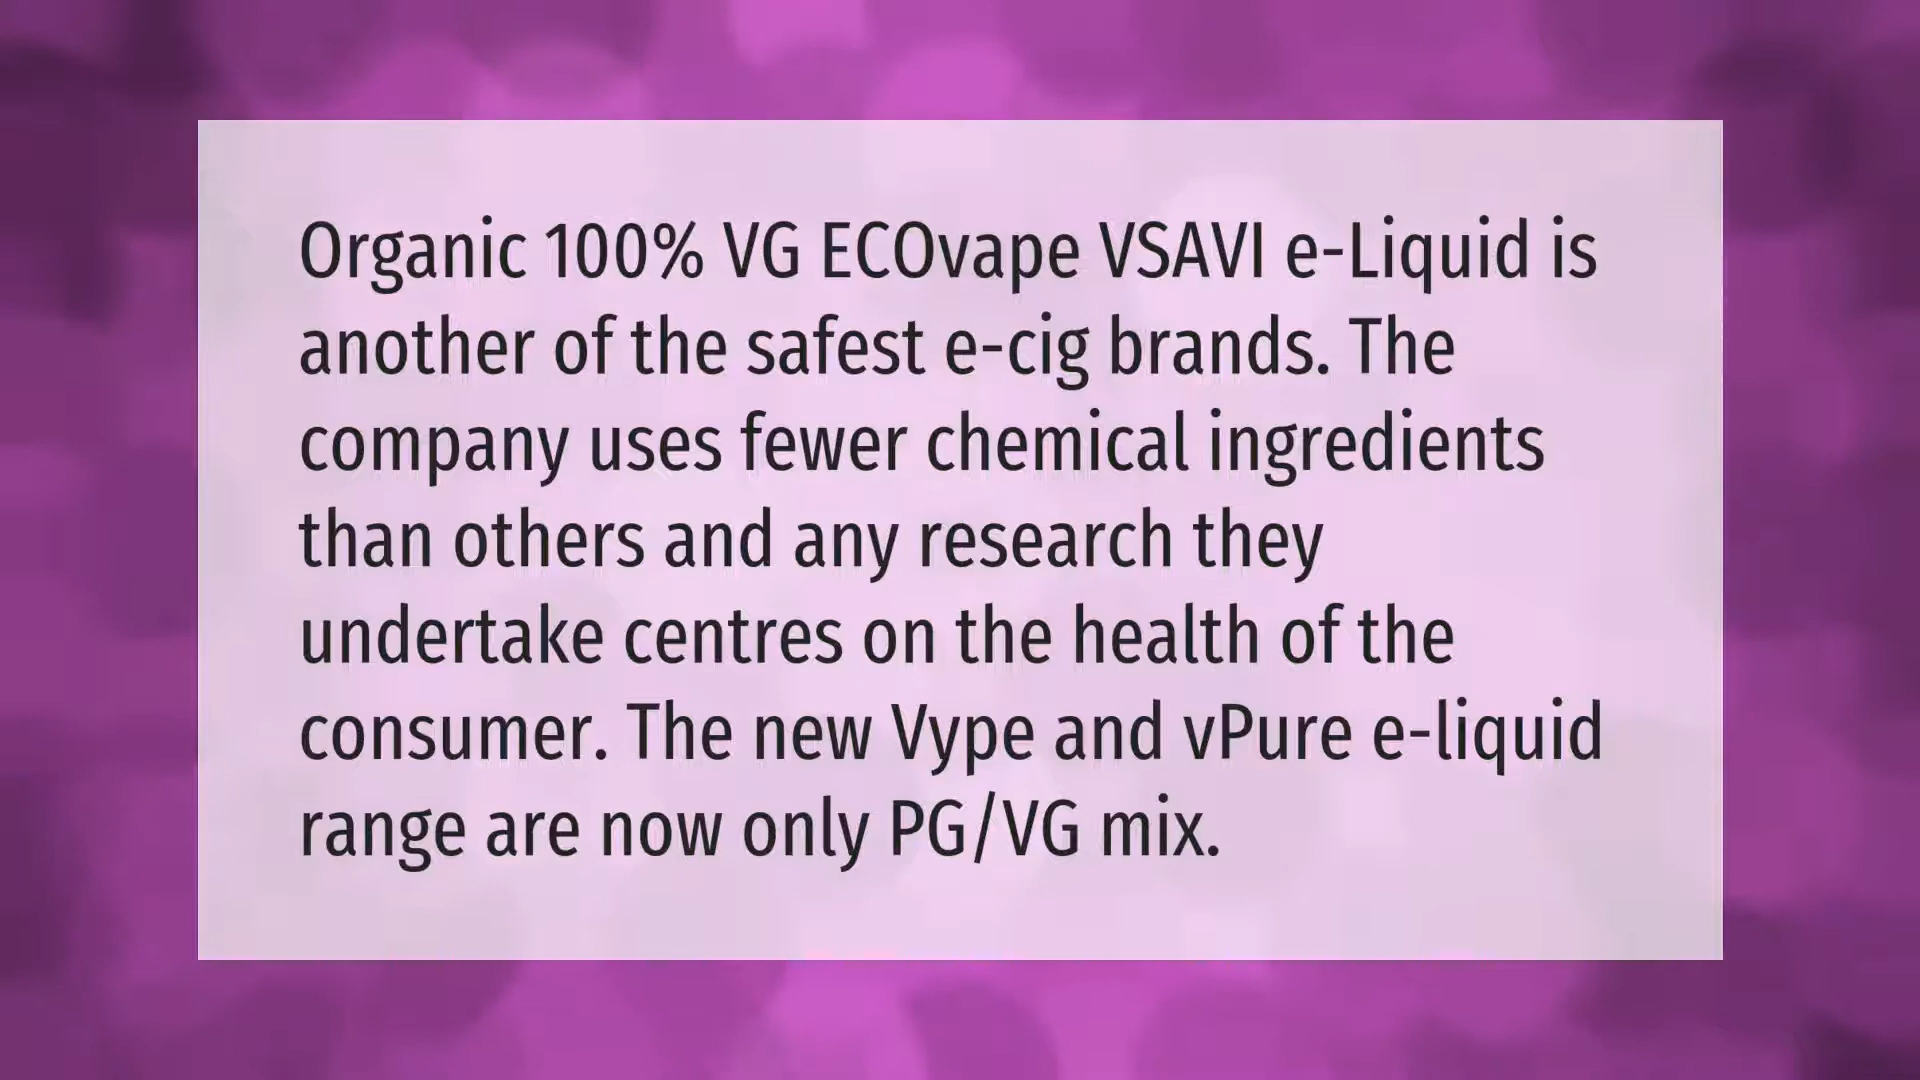 Organic 100% VG ECOvape VSAVI e-Liquid is
another of the safest e-cig brands. The
company uses fewer chemical ingredients
than others and any research they
undertake centres on the health of the
consumer. The new Vype and vPure e-liquid
range are now only PG/VG mix.